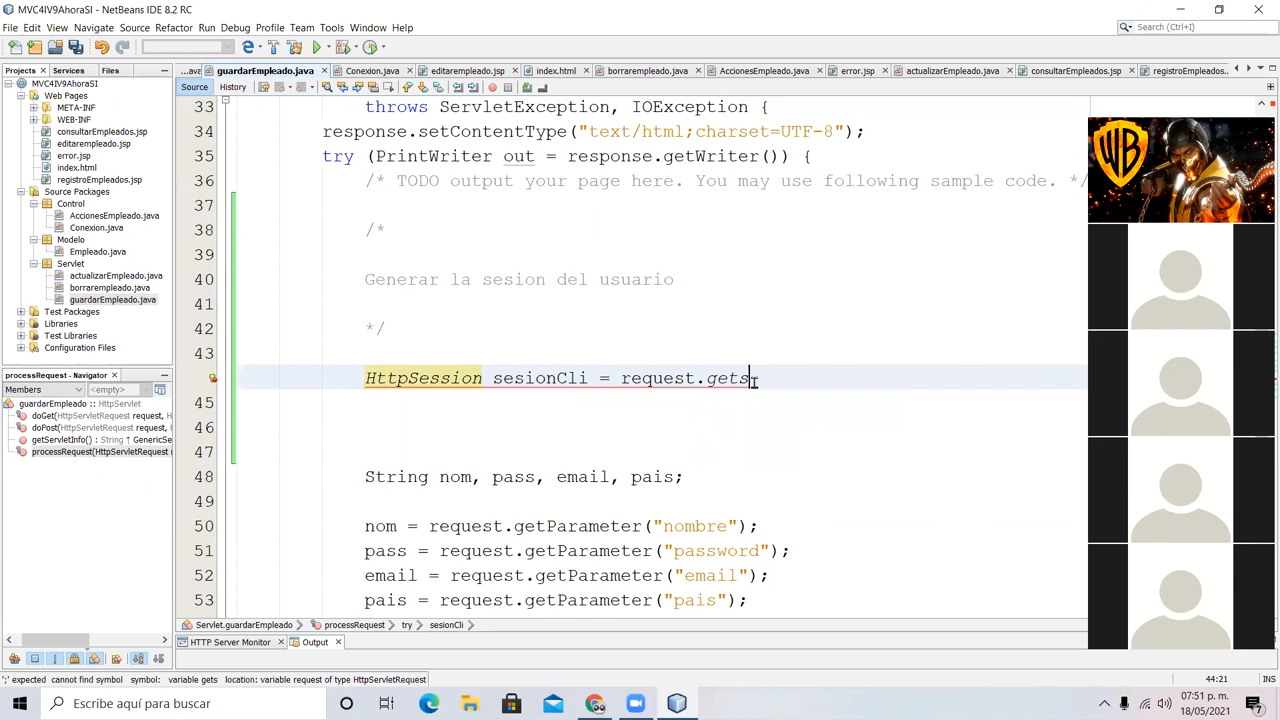 MVC4IV9AhoraSI - NetBeans IDE 8.2 RC
File Edit View Navigate Source Refactor Run Debug Profile Team Tools Window Help
Search (Ctrl+I)
Projects Services Files
MVC4IV9AhoraSI
Web Pages
META-INF
WEB-INF
consultarEmpleados.jsp
editarempleado.jsp
error.jsp
index.html
registroEmpleados.jsp
Source Packages
Control
AccionesEmpleado.java
Conexion.java
Modelo
Empleado.java
Servlet
actualizarEmpleado.java
borrarempleado.java
guardarEmpleado.java
Test Packages
Libraries
Test Libraries
Configuration Files
processRequest - Navigator
Members <empty>
guardarEmpleado :: HttpServlet
doGet(HttpServletRequest request, H
doPost(HttpServletRequest request,
getServletInfo() : String ↑ GenericSe
processRequest(HttpServletRequest r
...ava guardarEmpleado.java Conexion.java editarempleado.jsp index.html borrarempleado.java AccionesEmpleado.java error.jsp actualizarEmpleado.java consultarEmpleados.jsp registroEmplea
Source History
33 throws ServletException, IOException {
34 response.setContentType("text/html;charset=UTF-8");
35 try (PrintWriter out = response.getWriter()) {
36 /* TODO output your page here. You may use following sample code. */
37
38 /*
39
40 Generar la sesion del usuario
41
42 */
43
HttpSession sesionCli = request.gets
45
46
47
48 String nom, pass, email, pais;
49
50 nom = request.getParameter("nombre");
51 pass = request.getParameter("password");
52 email = request.getParameter("email");
53 pais = request.getParameter("pais");
WB
Servlet.guardarEmpleado processRequest try sesionCli
HTTP Server Monitor Output
';' expected cannot find symbol symbol: variable gets location: variable request of type HttpServletRequest
44:21 INS
Escribe aquí para buscar
07:51 p. m.
18/05/2021
7